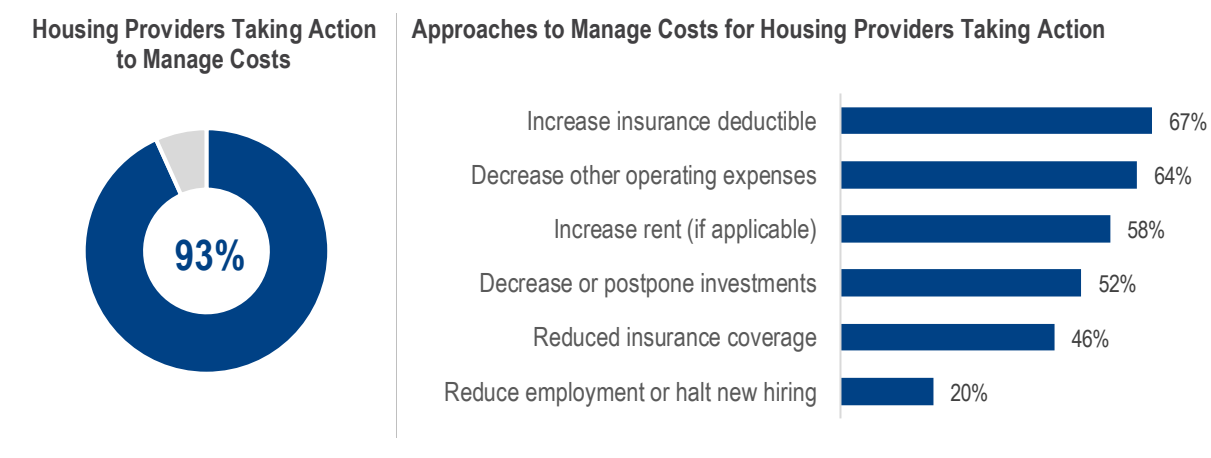 Housing Providers Taking Action
to Manage Costs
93%
Approaches to Manage Costs for Housing Providers Taking Action
Increase insurance deductible 67%
Decrease other operating expenses 64%
Increase rent (if applicable) 58%
Decrease or postpone investments 52%
Reduced insurance coverage 46%
Reduce employment or halt new hiring 20%